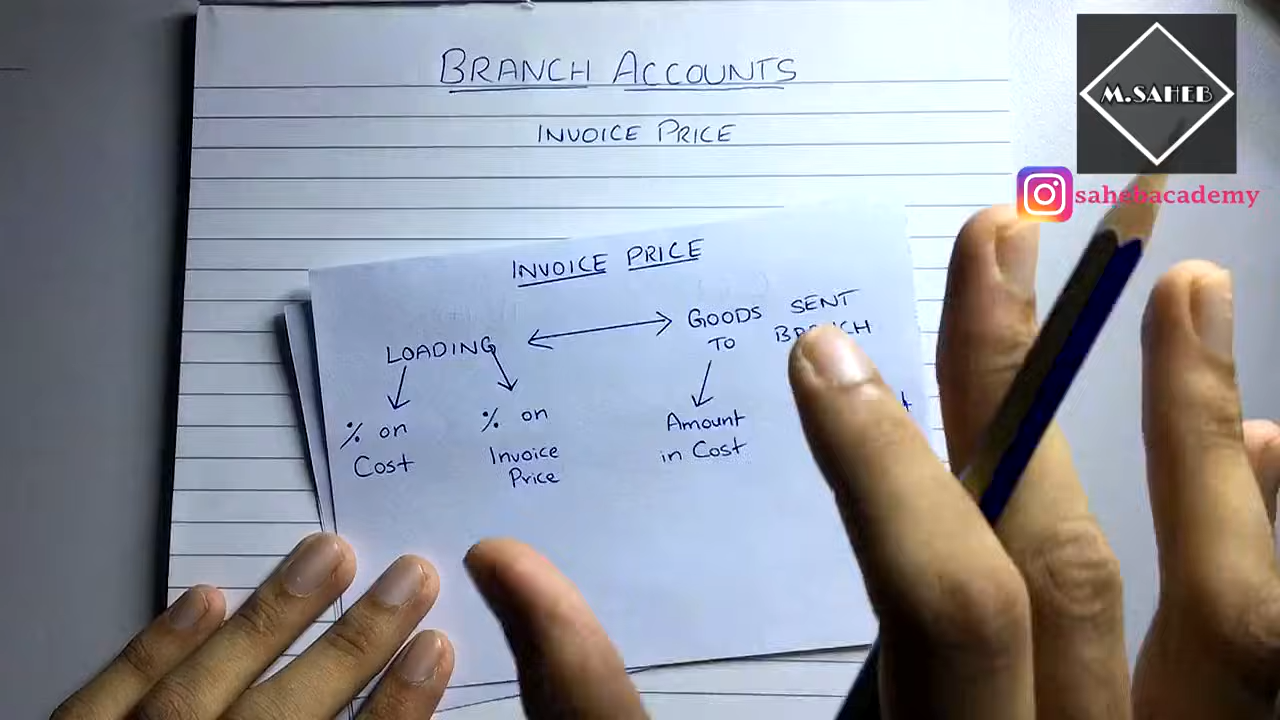 BRANCH ACCOUNTS
M.SAHEB
INVOICE PRICE
sahebacademy
INVOICE PRICE
GOODS SENT
TO BRANCH
LOADING
% on
Cost
% on
Invoice
Price
Amount
in Cost